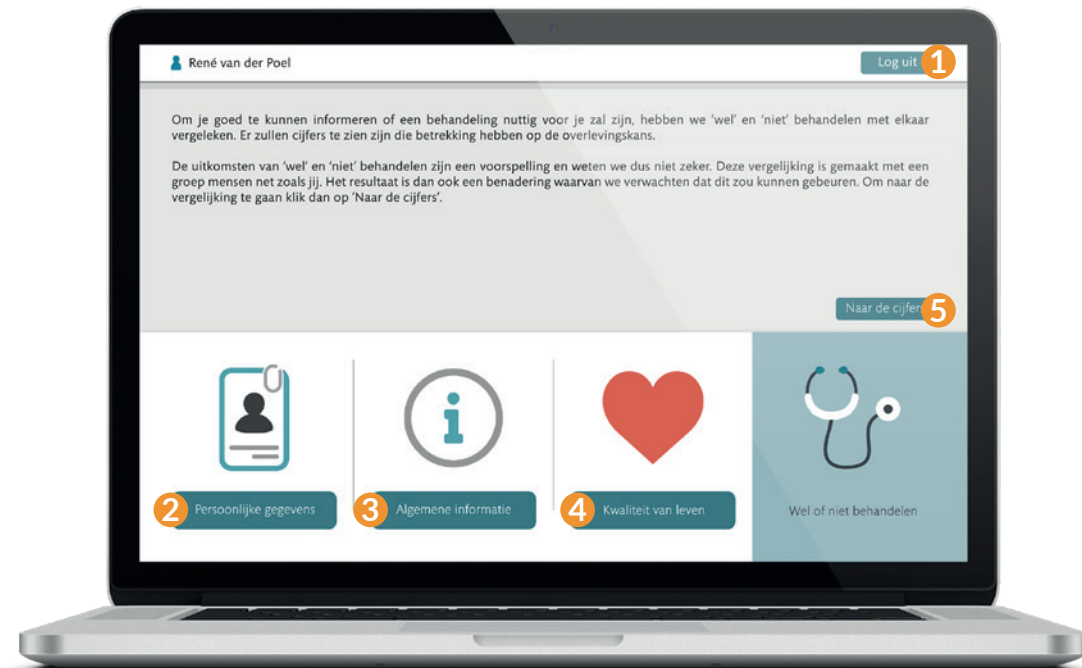 René van der Poel
Log uit 1
Om je goed te kunnen informeren of een behandeling nuttig voor je zal zijn, hebben we 'wel' en 'niet' behandelen met elkaar
vergeleken. Er zullen cijfers te zien zijn die betrekking hebben op de overlevingskans.
De uitkomsten van 'wel' en 'niet' behandelen zijn een voorspelling en weten we dus niet zeker. Deze vergelijking is gemaakt met een
groep mensen net zoals jij. Het resultaat is dan ook een benadering waarvan we verwachten dat dit zou kunnen gebeuren. Om naar de
vergelijking te gaan klik dan op 'Naar de cijfers'.
Naar de cijfers 5
2 Persoonlijke gegevens
3 Algemene informatie
4 Kwaliteit van leven
Wel of niet behandelen